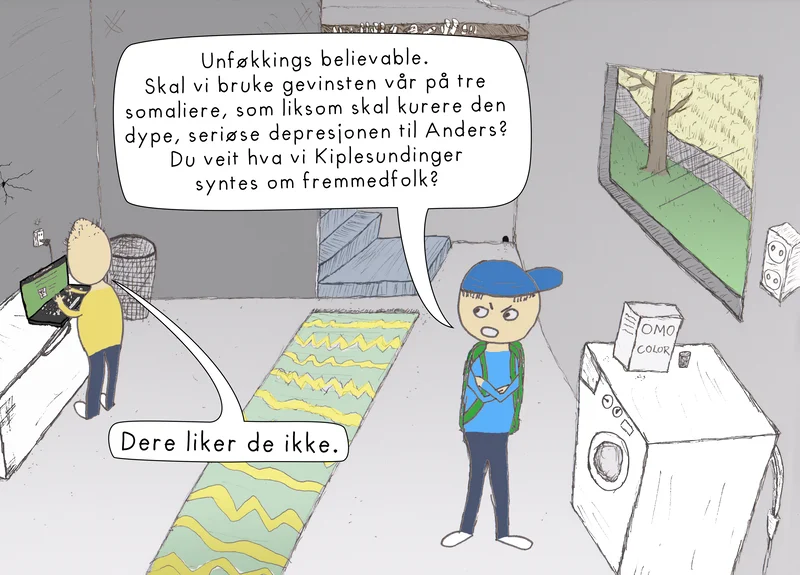 Unføkkings believable.
Skal vi bruke gevinsten vår på tre
somaliere, som liksom skal kurere den
dype, seriøse depresjonen til Anders?
Du veit hva vi Kiplesundinger
syntes om fremmedfolk?
Dere liker de ikke.
OMO
COLOR